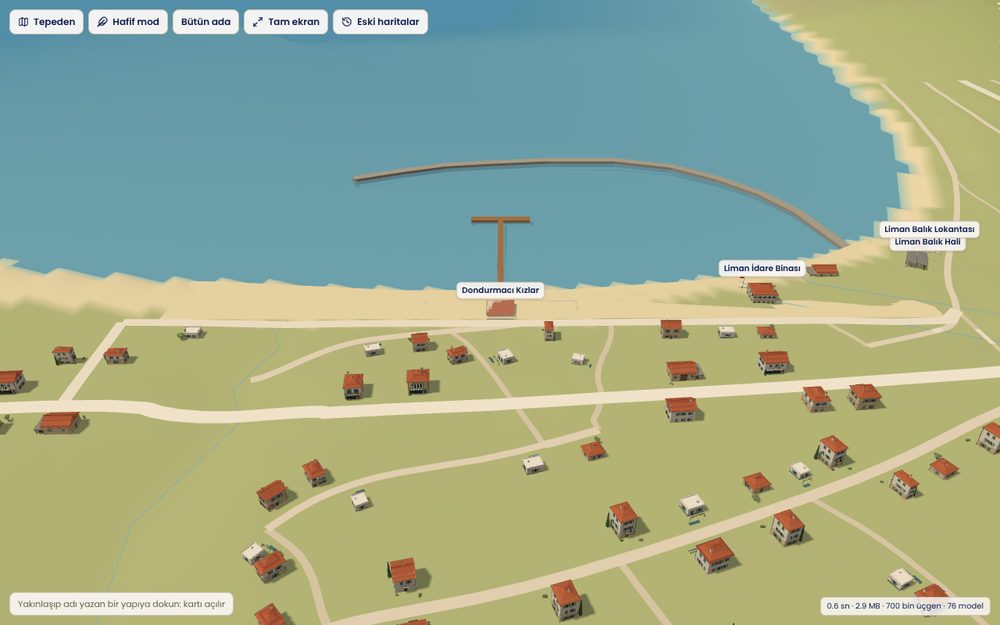 Tepeden
Hafif mod
Bütün ada
Tam ekran
Eski haritalar
Liman Balık Lokantası
Liman Balık Hali
Liman İdare Binası
Dondurmacı Kızlar
Yakınlaşıp adı yazan bir yapıya dokun: kartı açılır
0.6 sn · 2.9 MB · 700 bin üçgen · 76 model